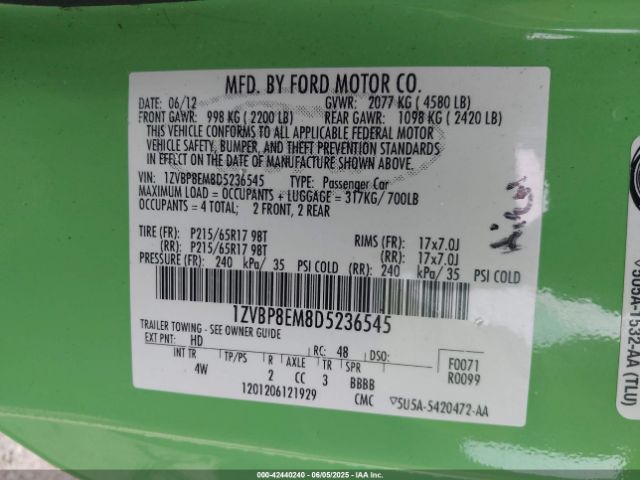 MFD. BY FORD MOTOR CO.
DATE: 06/12 GVWR: 2077 KG ( 4580 LB)
FRONT GAWR: 998 KG ( 2200 LB) REAR GAWR: 1098 KG ( 2420 LB)
THIS VEHICLE CONFORMS TO ALL APPLICABLE FEDERAL MOTOR
VEHICLE SAFETY, BUMPER, AND THEFT PREVENTION STANDARDS
IN EFFECT ON THE DATE OF MANUFACTURE SHOWN ABOVE.
VIN: 1ZVBP8EM8D5236545 TYPE: Passenger Car
MAXIMUM LOAD = OCCUPANTS + LUGGAGE = 317KG/ 700LB
OCCUPANTS = 4 TOTAL: 2 FRONT, 2 REAR
TIRE (FR): P215/65R17 98T RIMS (FR): 17x7.0J
(RR): P215/65R17 98T (RR): 17x7.0J
PRESSURE (FR): 240 kPa/ 35 PSI COLD (RR): 240 kPa/ 35 PSI COLD
1ZVBP8EM8D5236545
TRAILER TOWING - SEE OWNER GUIDE
EXT PNT: HD RC: 48 DSO: F0071
INT TR TP/PS R AXLE TR SPR R0099
4W 2 CC 3 BBBB
1201206121929 CMC ▽5U5A-5420472-AA
▽5U5A-1532-AA (TLU)
000-42440240 - 06/05/2025 - IAAI.COM